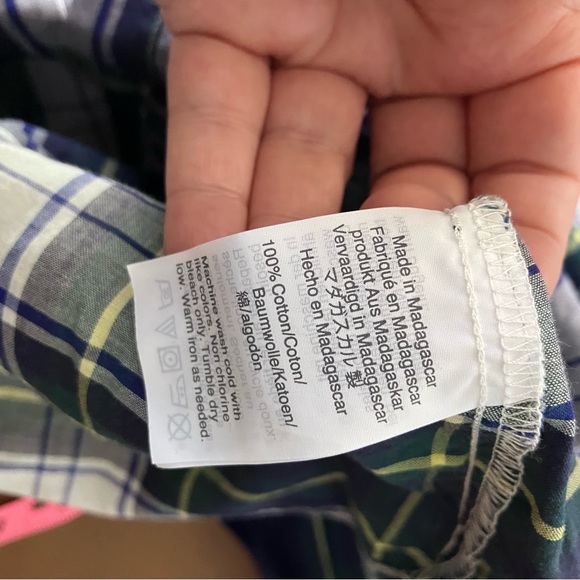 Made in Madagascar
Fabriqué en Madagascar
produkt Aus Madagaskar
Vervaardigd in Madagascar
マダガスカル 製
Hecho en Madagascar
100% Cotton/Coton/
Baumwolle/Katoen/
綿/algodón
Machine wash cold with
like colors. Non chlorine
bleach only. Tumble dry
low. Warm iron as needed.